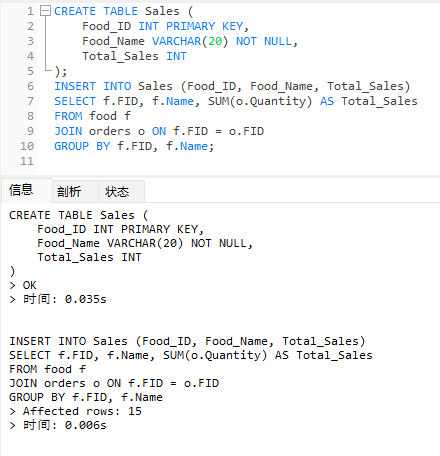 1 CREATE TABLE Sales (
2 Food_ID INT PRIMARY KEY,
3 Food_Name VARCHAR(20) NOT NULL,
4 Total_Sales INT
5 );
6 INSERT INTO Sales (Food_ID, Food_Name, Total_Sales)
7 SELECT f.FID, f.Name, SUM(o.Quantity) AS Total_Sales
8 FROM food f
9 JOIN orders o ON f.FID = o.FID
10 GROUP BY f.FID, f.Name;
11
信息 剖析 状态
CREATE TABLE Sales (
Food_ID INT PRIMARY KEY,
Food_Name VARCHAR(20) NOT NULL,
Total_Sales INT
)
> OK
> 时间: 0.035s
INSERT INTO Sales (Food_ID, Food_Name, Total_Sales)
SELECT f.FID, f.Name, SUM(o.Quantity) AS Total_Sales
FROM food f
JOIN orders o ON f.FID = o.FID
GROUP BY f.FID, f.Name
> Affected rows: 15
> 时间: 0.006s